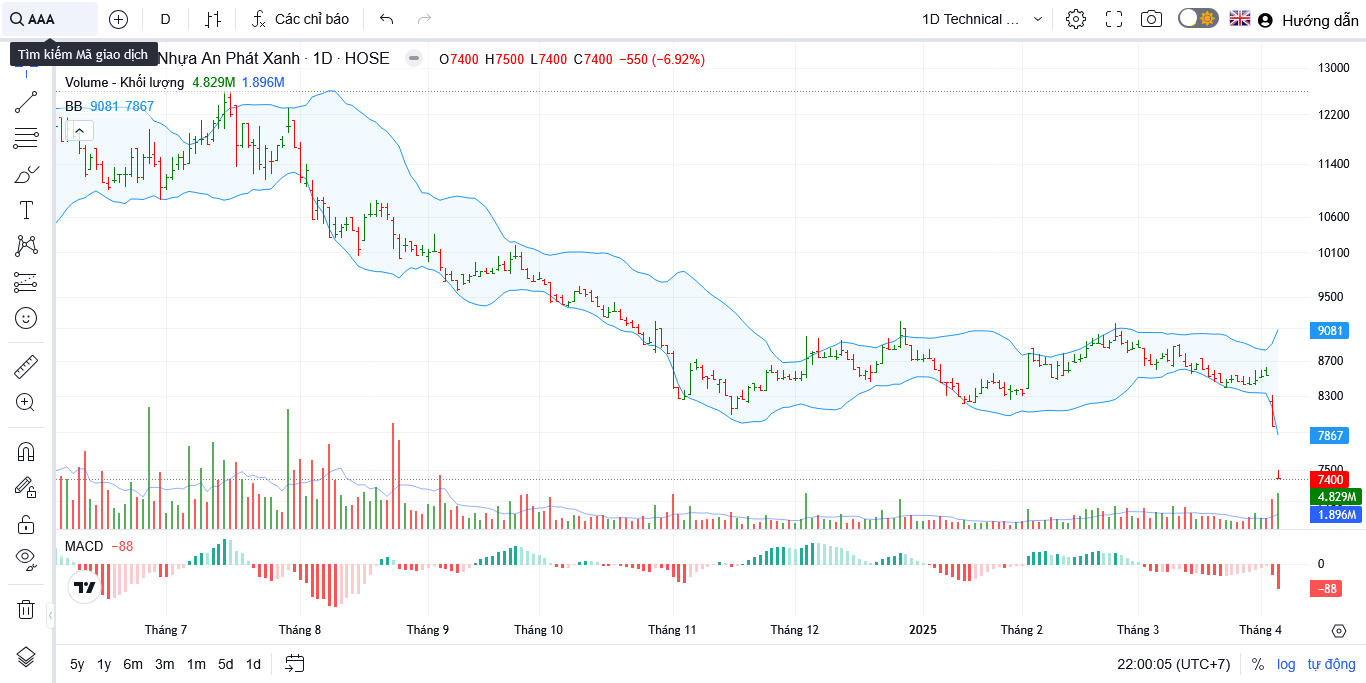 AAA D Các chỉ báo 1D Technical ... Hướng dẫn
Tìm kiếm Mã giao dịch
Nhựa An Phát Xanh · 1D · HOSE O7400 H7500 L7400 C7400 −550 (−6.92%)
Volume - Khối lượng 4.829M 1.896M
BB 9081 7867
13000
12200
11400
10600
10100
9500
9081
8700
8300
7867
7500
7400
4.829M
1.896M
MACD −88
0
−88
Tháng 7 Tháng 8 Tháng 9 Tháng 10 Tháng 11 Tháng 12 2025 Tháng 2 Tháng 3 Tháng 4
5y 1y 6m 3m 1m 5d 1d 22:00:05 (UTC+7) % log tự động